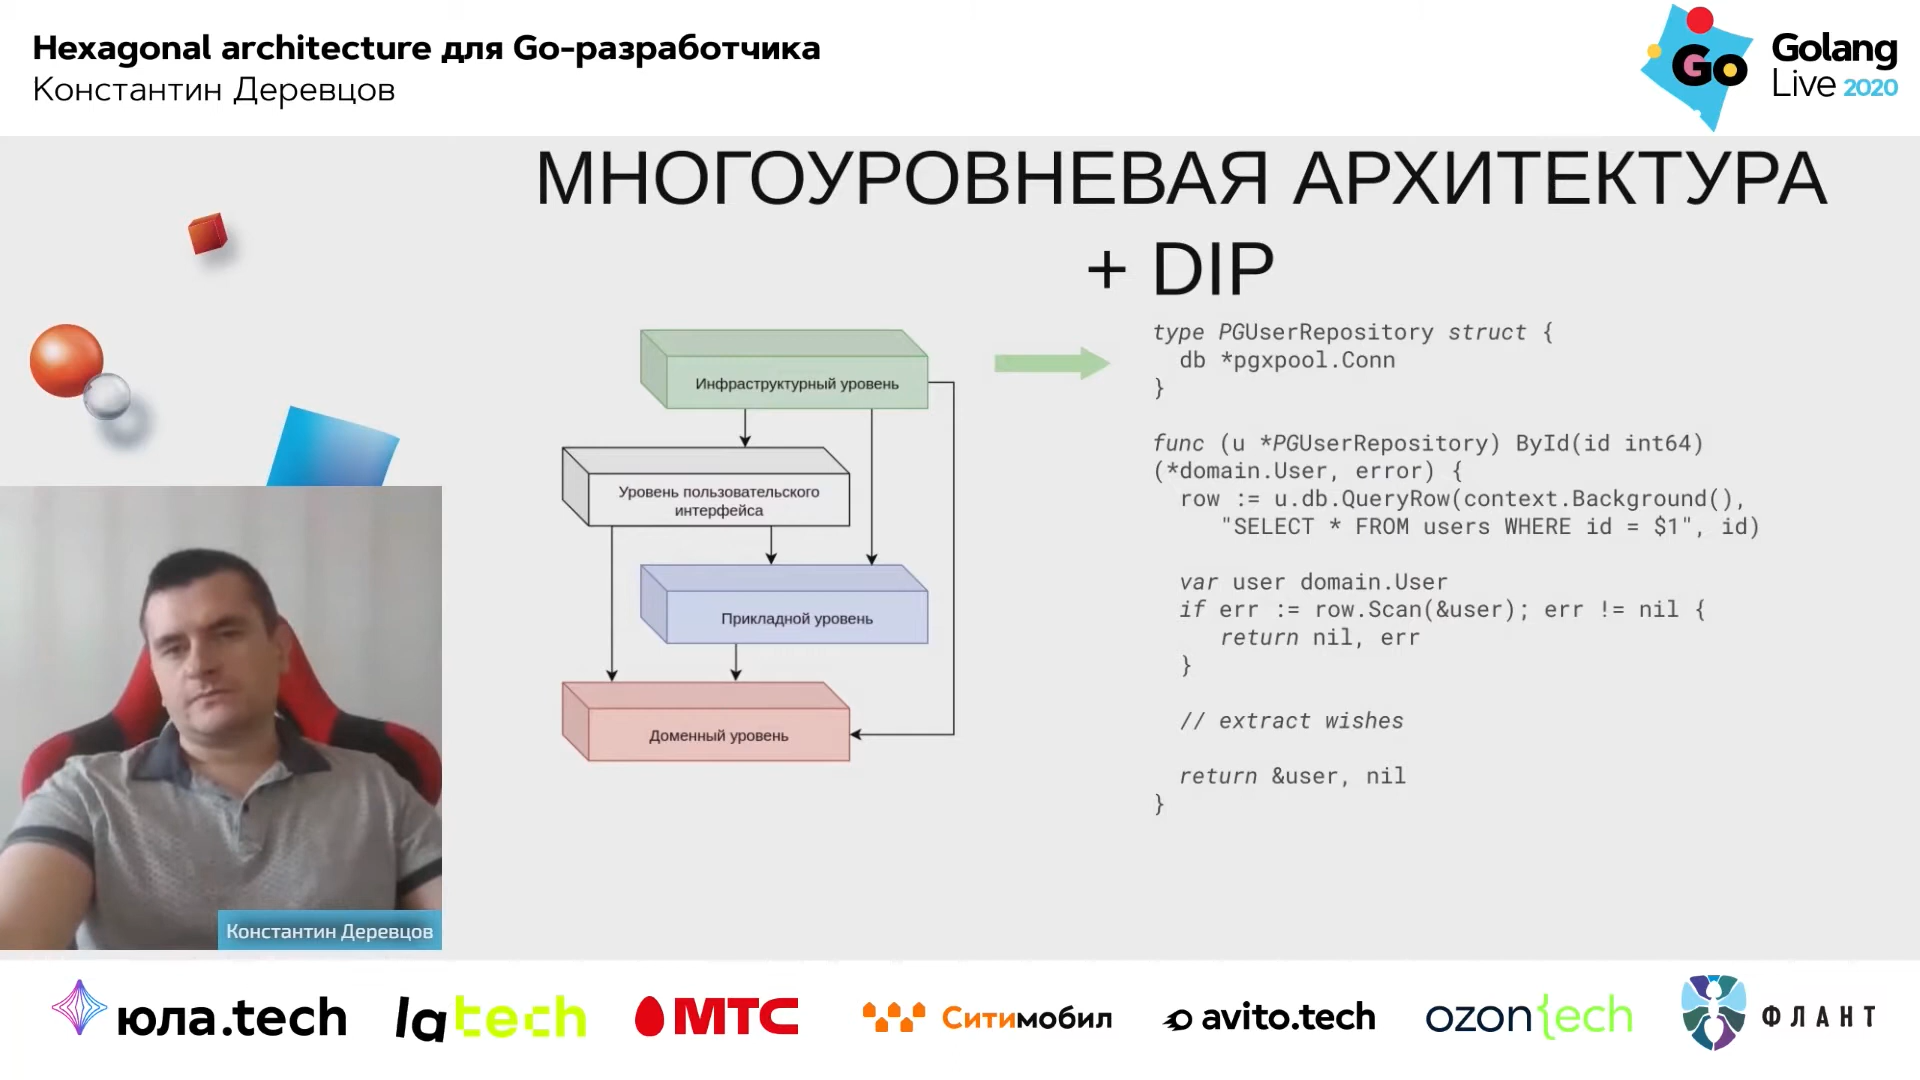 Hexagonal architecture для Go-разработчика
Константин Деревцов
Go
Golang
Live 2020
МНОГОУРОВНЕВАЯ АРХИТЕКТУРА
+ DIP
Инфраструктурный уровень
Уровень пользовательского
интерфейса
Прикладной уровень
Доменный уровень
type PGUserRepository struct {
db *pgxpool.Conn
}
func (u *PGUserRepository) ById(id int64)
(*domain.User, error) {
row := u.db.QueryRow(context.Background(),
"SELECT * FROM users WHERE id = $1", id)
var user domain.User
if err := row.Scan(&user); err != nil {
return nil, err
}
// extract wishes
return &user, nil
}
Константин Деревцов
юла.tech
latech
МТС
Ситимобил
avito.tech
ozon{ech
ФЛАНТ